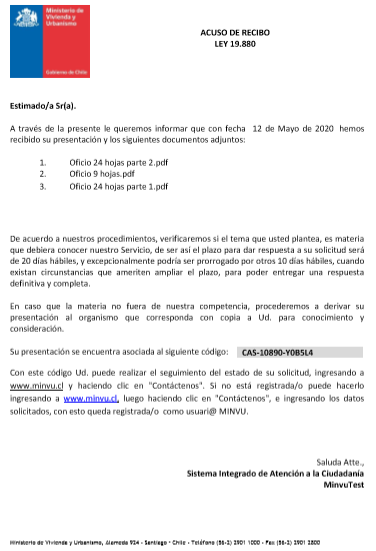 Ministerio de
Vivienda y
Urbanismo
Gobierno de Chile
ACUSO DE RECIBO
LEY 19.880
Estimado/a Sr(a).
A través de la presente le queremos informar que con fecha 12 de Mayo de 2020 hemos
recibido su presentación y los siguientes documentos adjuntos:
1. Oficio 24 hojas parte 2.pdf
2. Oficio 9 hojas.pdf
3. Oficio 24 hojas parte 1.pdf
De acuerdo a nuestros procedimientos, verificaremos si el tema que usted plantea, es materia
que debiera conocer nuestro Servicio, de ser así el plazo para dar respuesta a su solicitud será
de 20 días hábiles, y excepcionalmente podría ser prorrogado por otros 10 días hábiles, cuando
existan circunstancias que ameriten ampliar el plazo, para poder entregar una respuesta
definitiva y completa.
En caso que la materia no fuera de nuestra competencia, procederemos a derivar su
presentación al organismo que corresponda con copia a Ud. para conocimiento y
consideración.
Su presentación se encuentra asociada al siguiente código: CAS-10890-Y0B5L4
Con este código Ud. puede realizar el seguimiento del estado de su solicitud, ingresando a
www.minvu.cl y haciendo clic en "Contáctenos". Si no está registrada/o puede hacerlo
ingresando a www.minvu.cl, luego haciendo clic en "Contáctenos", e ingresando los datos
solicitados, con esto queda registrada/o como usuari@ MINVU.
Saluda Atte.,
Sistema Integrado de Atención a la Ciudadanía
MinvuTest
Ministerio de Vivienda y Urbanismo, Alameda 924 - Santiago - Chile - Teléfono (56-2) 2901 1000 - Fax (56-2) 2901 2800